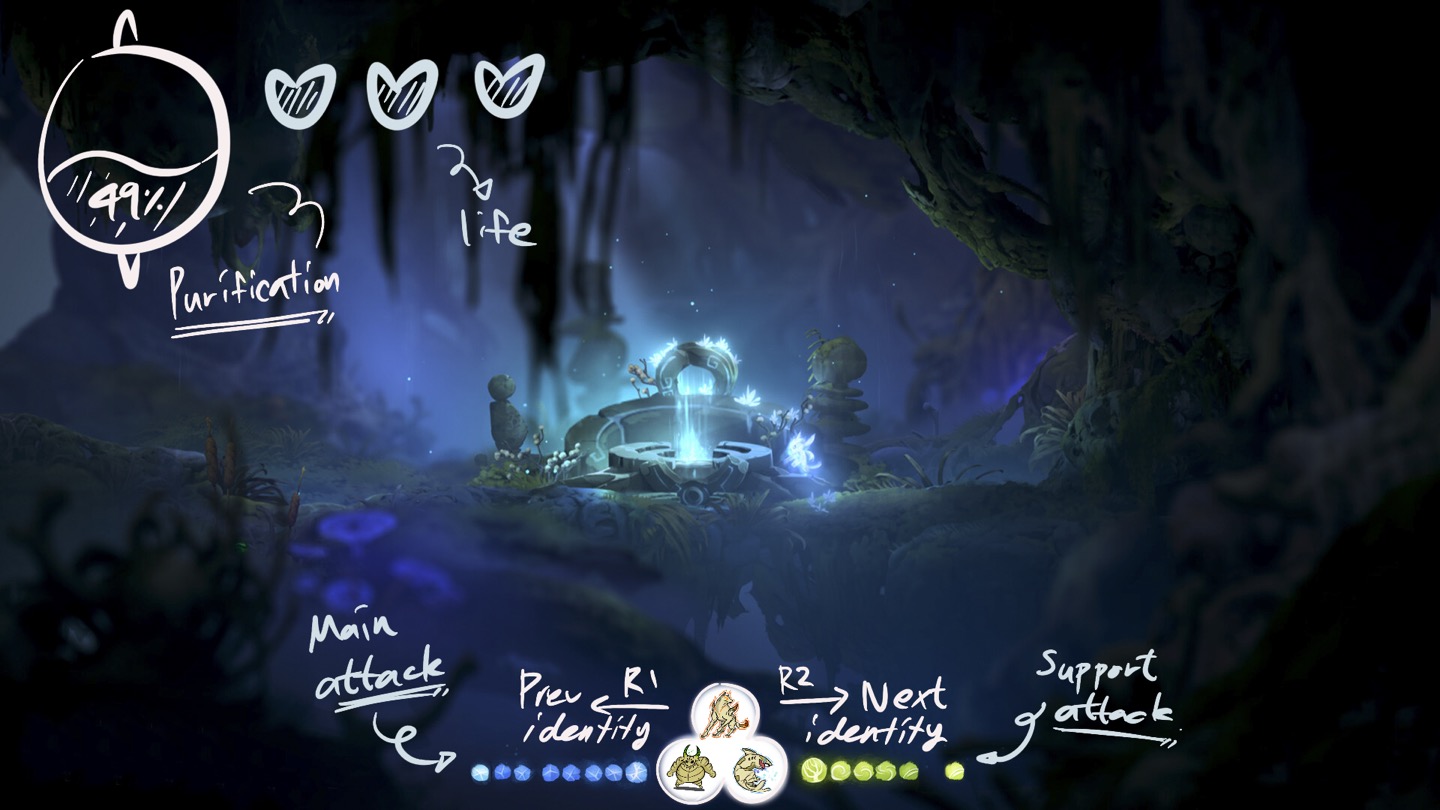 49%
Purification
life
Main
attack
Prev
R1
identity
R2
Next
identity
Support
attack